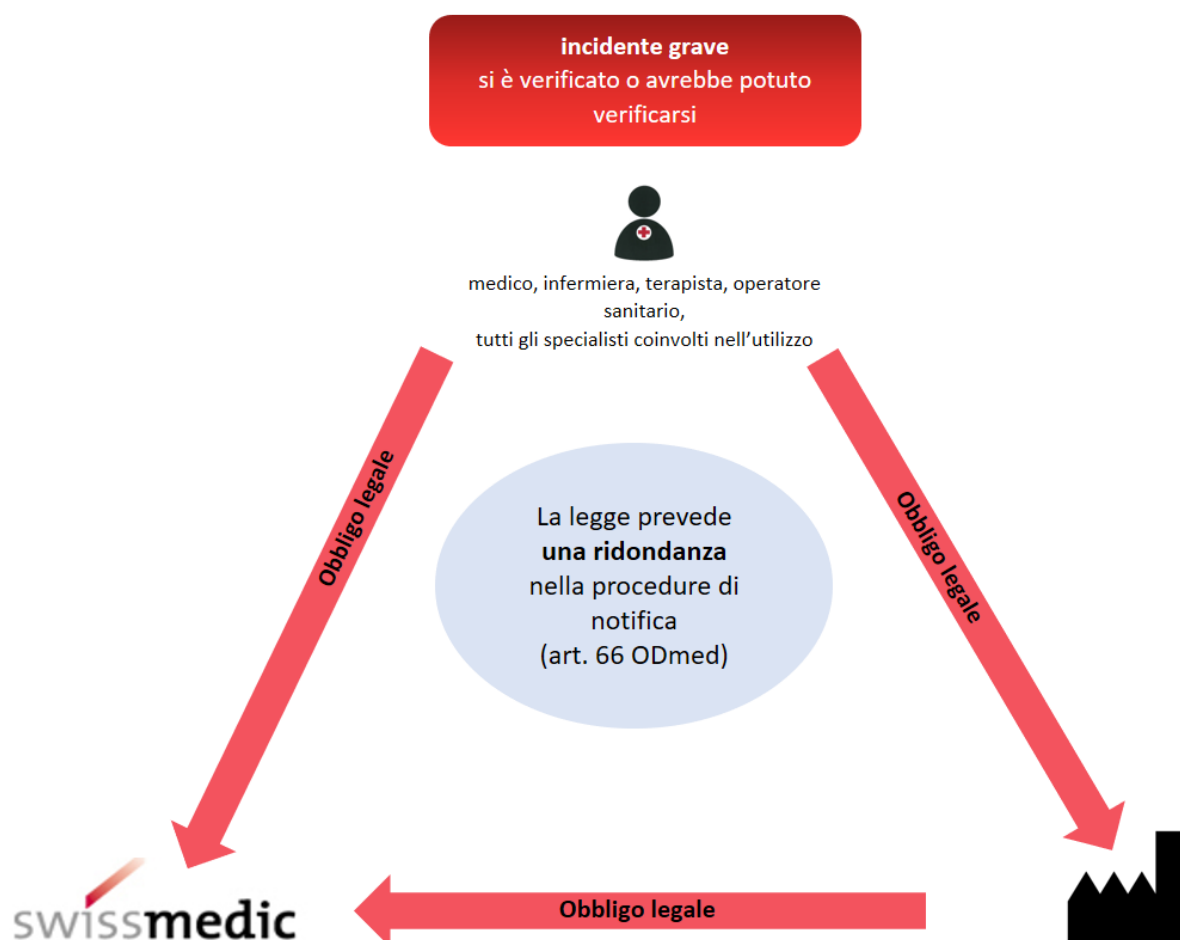 incidente grave
si è verificato o avrebbe potuto
verificarsi
medico, infermiera, terapista, operatore
sanitario,
tutti gli specialisti coinvolti nell’utilizzo
Obbligo legale
Obbligo legale
La legge prevede
una ridondanza
nella procedure di
notifica
(art. 66 ODmed)
swissmedic
Obbligo legale